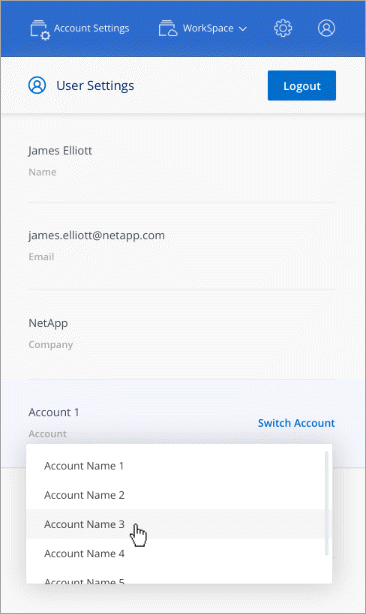 Account Settings WorkSpace
User Settings Logout
James Elliott
Name
james.elliott@netapp.com
Email
NetApp
Company
Account 1 Switch Account
Account
Account Name 1
Account Name 2
Account Name 3
Account Name 4
Account Name 5